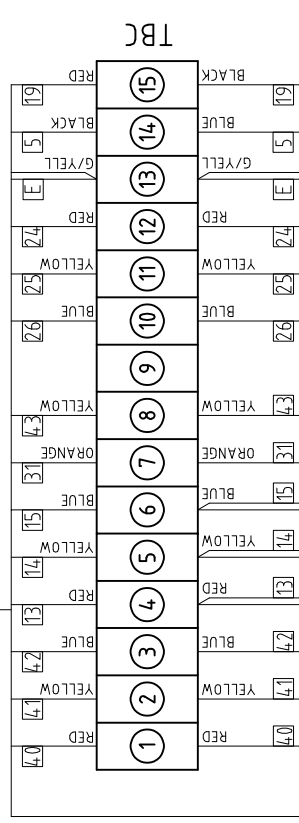 TBC
19 RED 15 BLACK 19
5 BLACK 14 BLUE 5
E G/YELL 13 G/YELL E
24 RED 12 RED 24
25 YELLOW 11 YELLOW 25
26 BLUE 10 BLUE 26
9
43 YELLOW 8 YELLOW 43
31 ORANGE 7 ORANGE 31
15 BLUE 6 BLUE 15
14 YELLOW 5 YELLOW 14
13 RED 4 RED 13
42 BLUE 3 BLUE 42
41 YELLOW 2 YELLOW 41
40 RED 1 RED 40